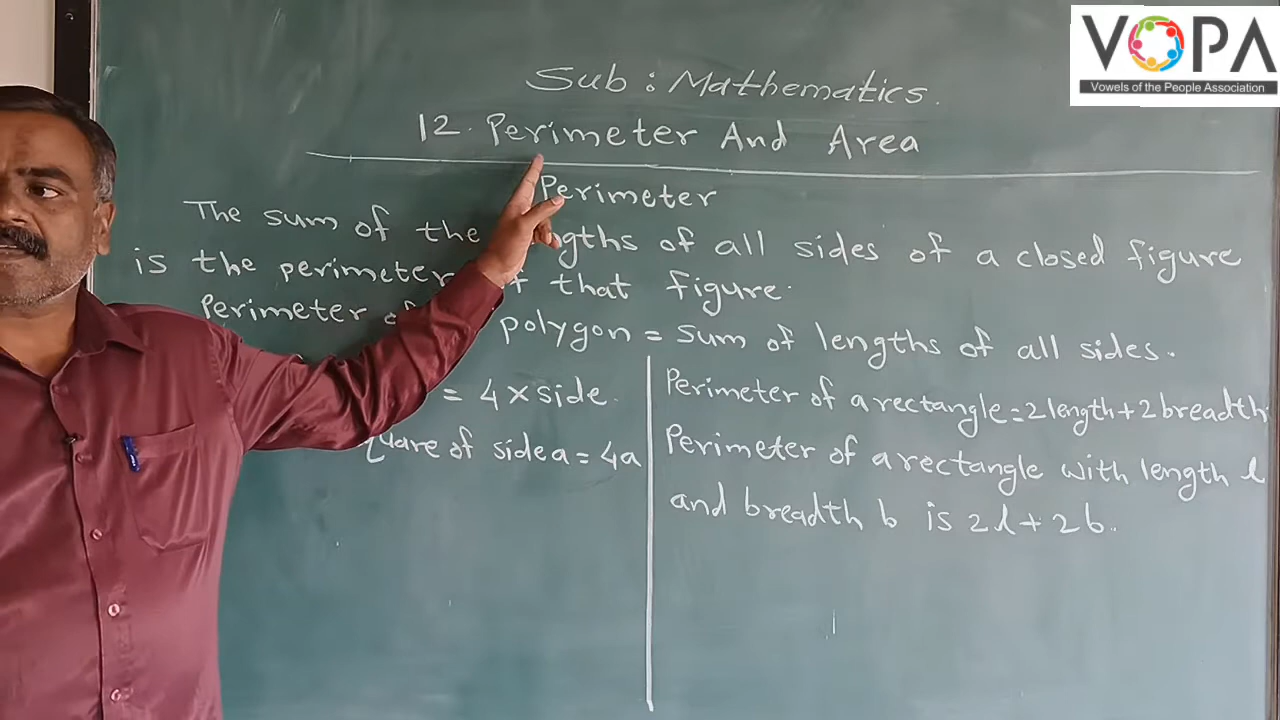 VOPA
Vowels of the People Association
Sub : Mathematics.
12. Perimeter And Area
Perimeter
The sum of the ngths of all sides of a closed figure
is the perimeter f that figure.
Perimeter of polygon = sum of lengths of all sides.
= 4 × side.
uare of side a = 4a
Perimeter of a rectangle = 2 length + 2 breadth
Perimeter of a rectangle with length l
and breadth b is 2l + 2b.